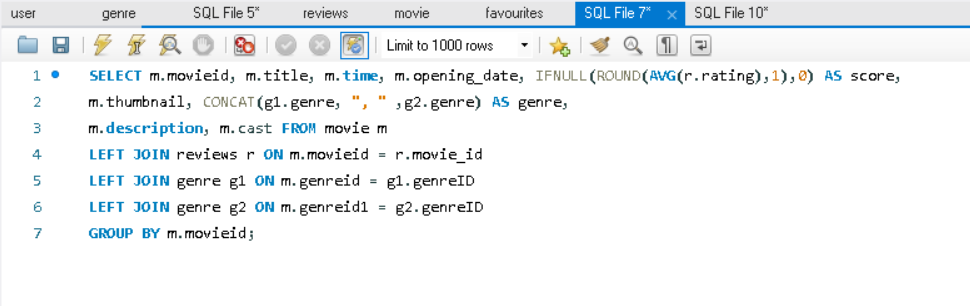 user genre SQL File 5* reviews movie favourites SQL File 7* SQL File 10*
Limit to 1000 rows
1 SELECT m.movieid, m.title, m.time, m.opening_date, IFNULL(ROUND(AVG(r.rating),1),0) AS score,
2 m.thumbnail, CONCAT(g1.genre, ", " ,g2.genre) AS genre,
3 m.description, m.cast FROM movie m
4 LEFT JOIN reviews r ON m.movieid = r.movie_id
5 LEFT JOIN genre g1 ON m.genreid = g1.genreID
6 LEFT JOIN genre g2 ON m.genreid1 = g2.genreID
7 GROUP BY m.movieid;